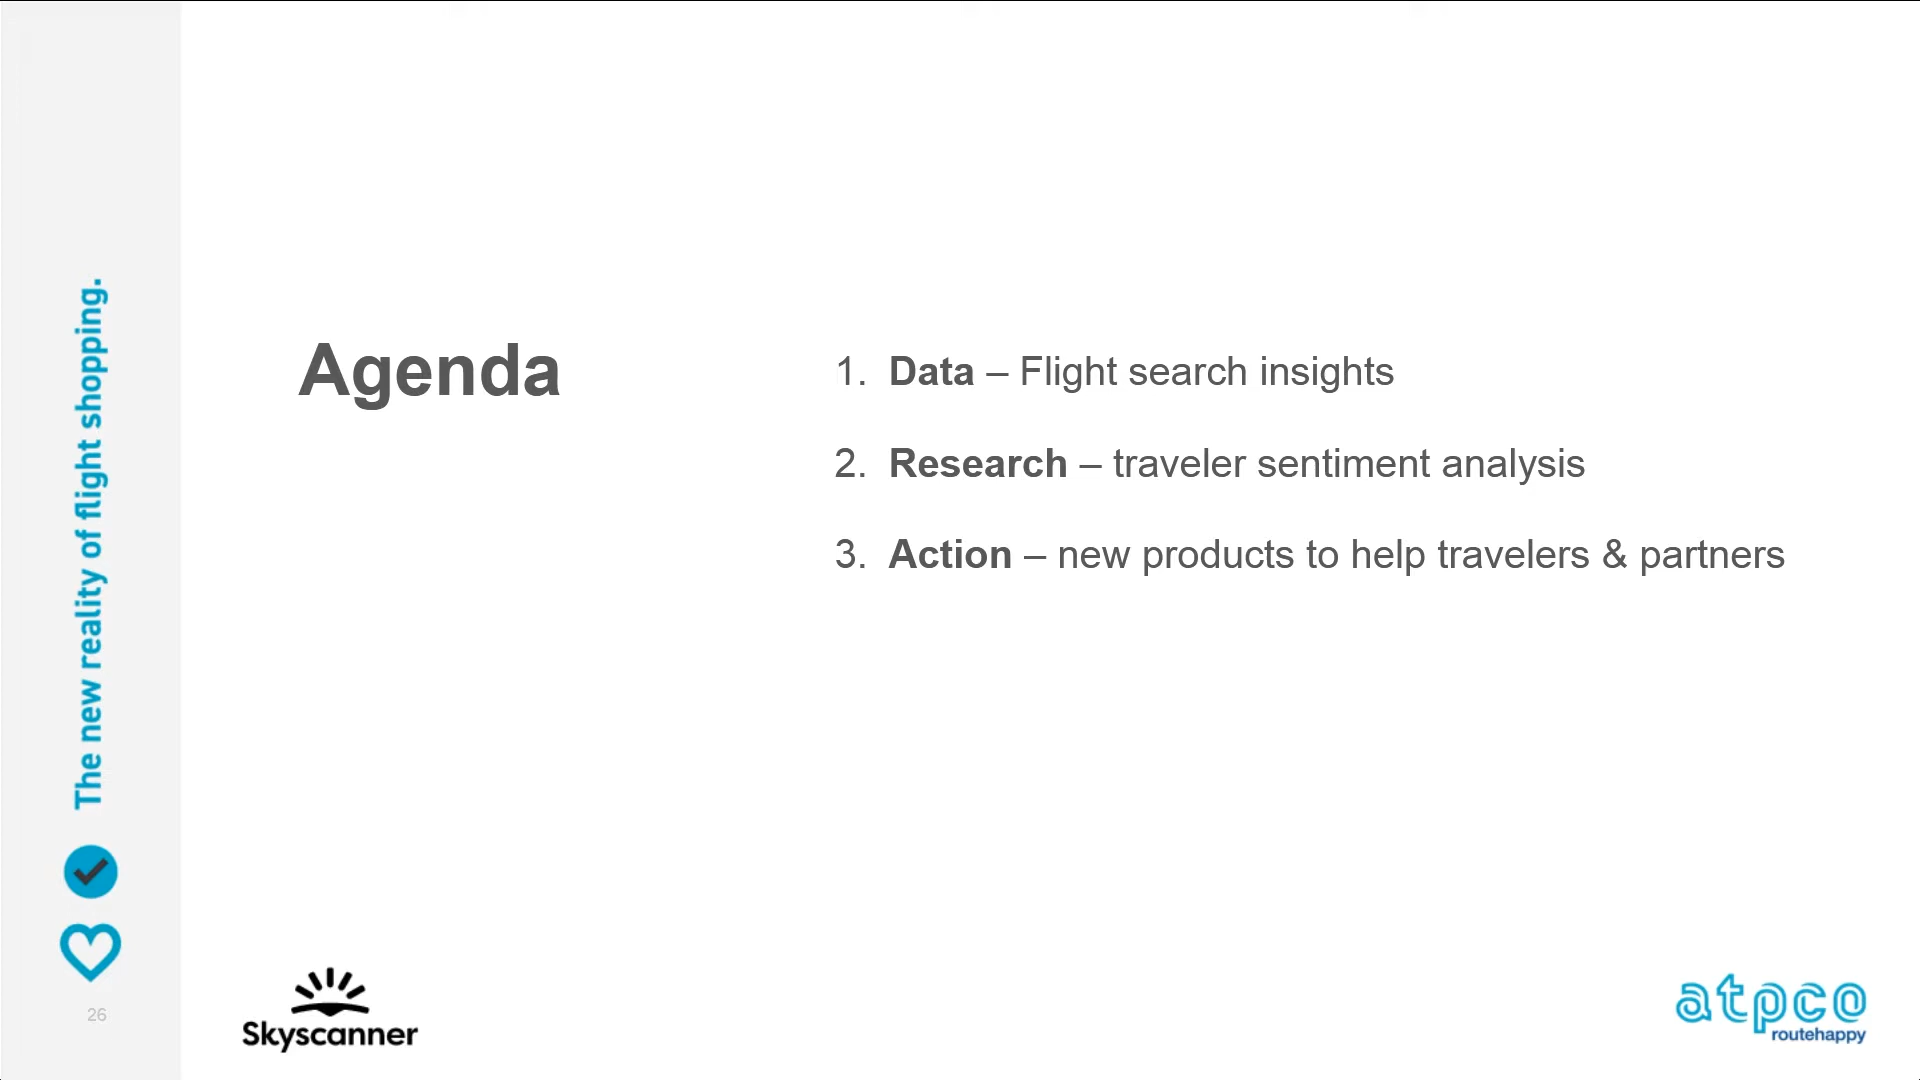 The new reality of flight shopping.
Agenda
1. Data – Flight search insights
2. Research – traveler sentiment analysis
3. Action – new products to help travelers & partners
26
Skyscanner
atpco
routehappy